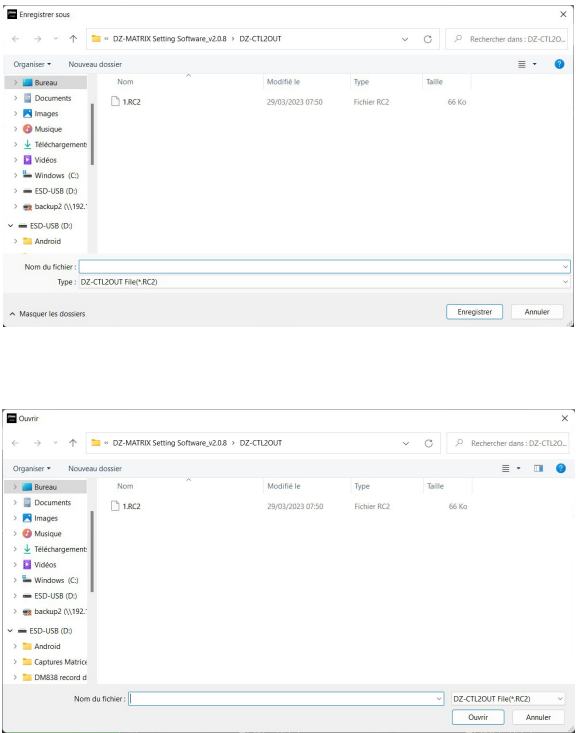 Enregistrer sous
« DZ-MATRIX Setting Software_v2.0.8 > DZ-CTL2OUT
Rechercher dans : DZ-CTL2O...
Organiser
Nouveau dossier
Nom Modifié le Type Taille
Bureau
Documents
Images
Musique
Téléchargements
Vidéos
Windows (C:)
ESD-USB (D:)
backup2 (\\192.1
ESD-USB (D:)
Android
1.RC2 29/03/2023 07:50 Fichier RC2 66 Ko
Nom du fichier :
Type : DZ-CTL2OUT File(*.RC2)
Masquer les dossiers
Enregistrer
Annuler
Ouvrir
« DZ-MATRIX Setting Software_v2.0.8 > DZ-CTL2OUT
Rechercher dans : DZ-CTL2O...
Organiser
Nouveau dossier
Nom Modifié le Type Taille
Bureau
Documents
Images
Musique
Téléchargements
Vidéos
Windows (C:)
ESD-USB (D:)
backup2 (\\192.1
ESD-USB (D:)
Android
Captures Matrice
DM838 record d
1.RC2 29/03/2023 07:50 Fichier RC2 66 Ko
Nom du fichier :
DZ-CTL2OUT File(*.RC2)
Ouvrir
Annuler